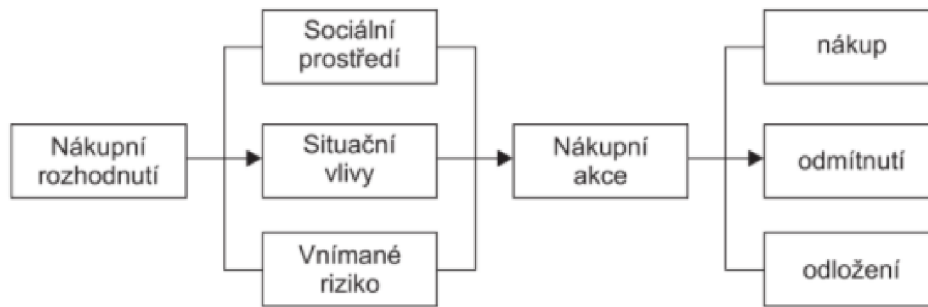 Nákupní
rozhodnutí
Sociální
prostředí
Situační
vlivy
Vnímané
riziko
Nákupní
akce
nákup
odmítnutí
odložení